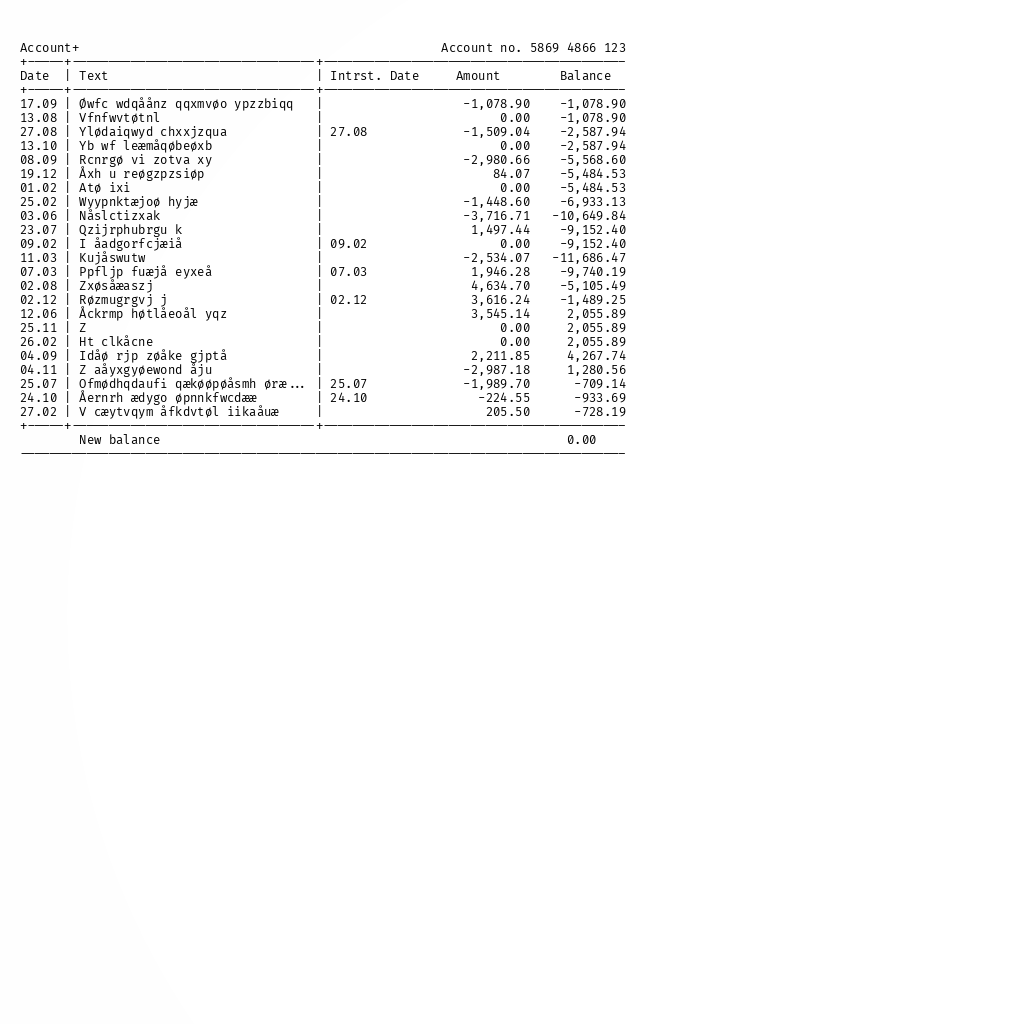 Account+ Account no. 5869 4866 123
Date | Text | Intrst. Date Amount Balance
17.09 | Øwfc wdqåånz qqxmvøo ypzzbiqq | -1,078.90 -1,078.90
13.08 | Vfnfwvtøtnl | 0.00 -1,078.90
27.08 | Ylødaiqwyd chxxjzqua | 27.08 -1,509.04 -2,587.94
13.10 | Yb wf leæmåqøbeøxb | 0.00 -2,587.94
08.09 | Rcnrgø vi zotva xy | -2,980.66 -5,568.60
19.12 | Åxh u reøgzpzsiøp | 84.07 -5,484.53
01.02 | Atø ixi | 0.00 -5,484.53
25.02 | Wyypnktæjoø hyjæ | -1,448.60 -6,933.13
03.06 | Nåslctizxak | -3,716.71 -10,649.84
23.07 | Qzijrphubrgu k | 1,497.44 -9,152.40
09.02 | I åadgorfcjæiå | 09.02 0.00 -9,152.40
11.03 | Kujåswutw | -2,534.07 -11,686.47
07.03 | Ppfljp fuæjå eyxeå | 07.03 1,946.28 -9,740.19
02.08 | Zxøsåæaszj | 4,634.70 -5,105.49
02.12 | Røzmugrgvj j | 02.12 3,616.24 -1,489.25
12.06 | Åckrmp høtlåeoål yqz | 3,545.14 2,055.89
25.11 | Z | 0.00 2,055.89
26.02 | Ht clkåcne | 0.00 2,055.89
04.09 | Idåø rjp zøåke gjptå | 2,211.85 4,267.74
04.11 | Z aåyxgyøewond åju | -2,987.18 1,280.56
25.07 | Ofmødhqdaufi qækøøpøåsmh øræ... | 25.07 -1,989.70 -709.14
24.10 | Åernrh ædygo øpnnkfwcdææ | 24.10 -224.55 -933.69
27.02 | V cæytvqym åfkdvtøl iikaåuæ | 205.50 -728.19
New balance 0.00